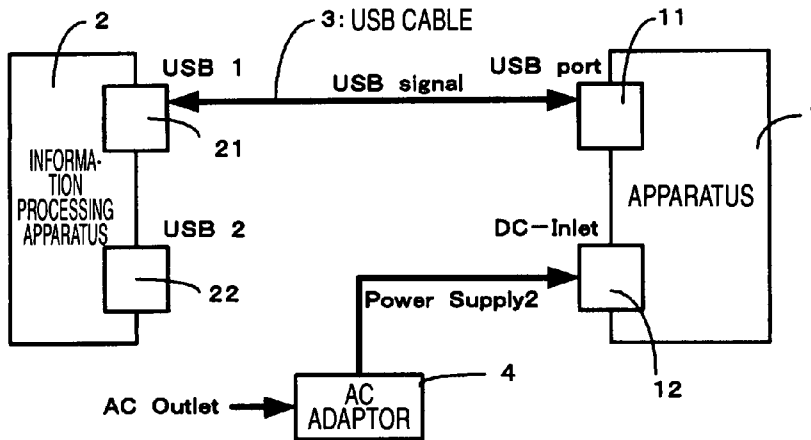 2
3: USB CABLE
11
USB 1
USB port
USB signal
21
INFORMA-
TION
PROCESSING
APPARATUS
APPARATUS
USB 2
DC-Inlet
22
Power Supply2
4
12
AC Outlet
AC
ADAPTOR